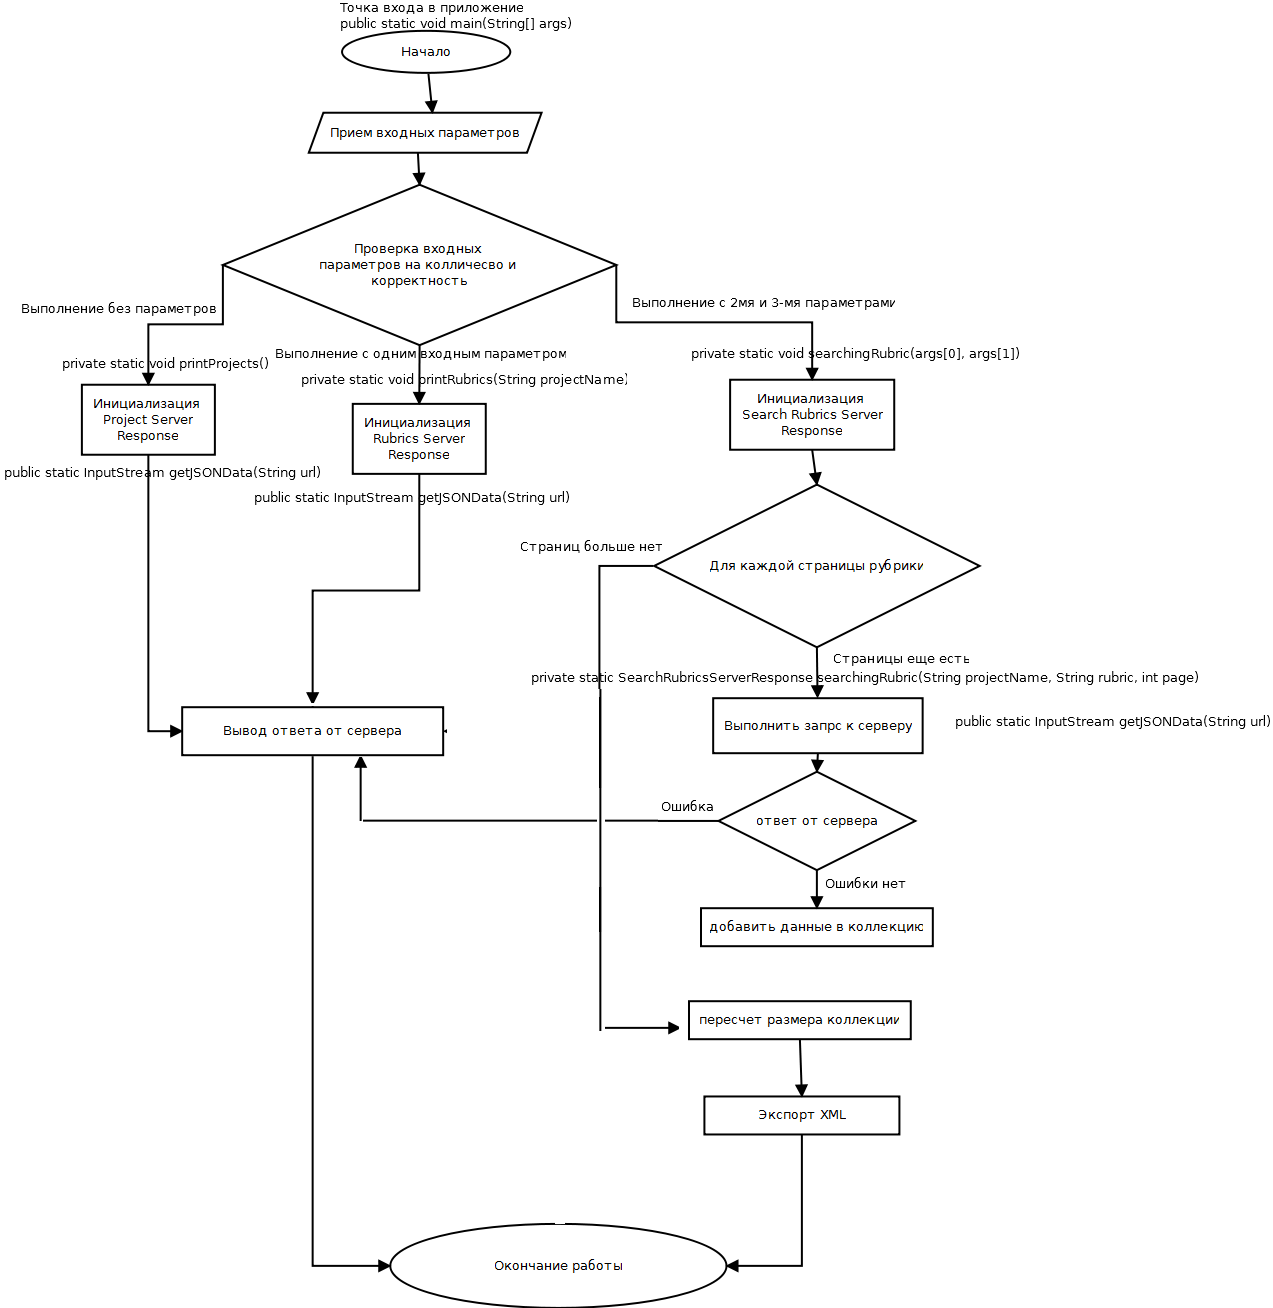 Точка входа в приложение
public static void main(String[] args)
Начало
Прием входных параметров
Проверка входных
параметров на колличесво и
корректность
Выполнение без параметров
Выполнение с 2мя и 3-мя параметрами
private static void printProjects()
Выполнение с одним входным параметром
private static void searchingRubric(args[0], args[1])
private static void printRubrics(String projectName)
Инициализация
Project Server
Response
Инициализация
Rubrics Server
Response
Инициализация
Search Rubrics Server
Response
public static InputStream getJSONData(String url)
public static InputStream getJSONData(String url)
Страниц больше нет
Для каждой страницы рубрики
Страницы еще есть
private static SearchRubricsServerResponse searchingRubric(String projectName, String rubric, int page)
Вывод ответа от сервера
Выполнить запрс к серверу
public static InputStream getJSONData(String url)
Ошибка
ответ от сервера
Ошибки нет
добавить данные в коллекцию
пересчет размера коллекции
Экспорт XML
Окончание работы